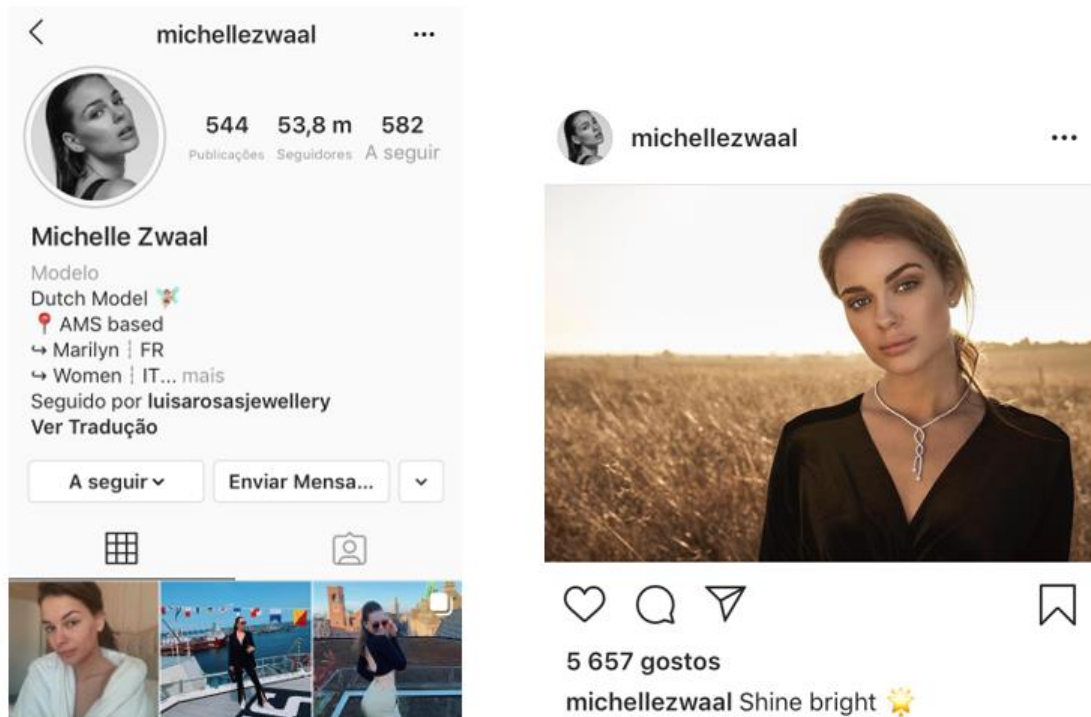 michellezwaal
544 53,8 m 582
Publicações Seguidores A seguir
Michelle Zwaal
Modelo
Dutch Model 🧚
📍 AMS based
↪ Marilyn ¦ FR
↪ Women ¦ IT... mais
Seguido por luisarosasjewellery
Ver Tradução
A seguir Enviar Mensa...
michellezwaal
5 657 gostos
michellezwaal Shine bright 🌟